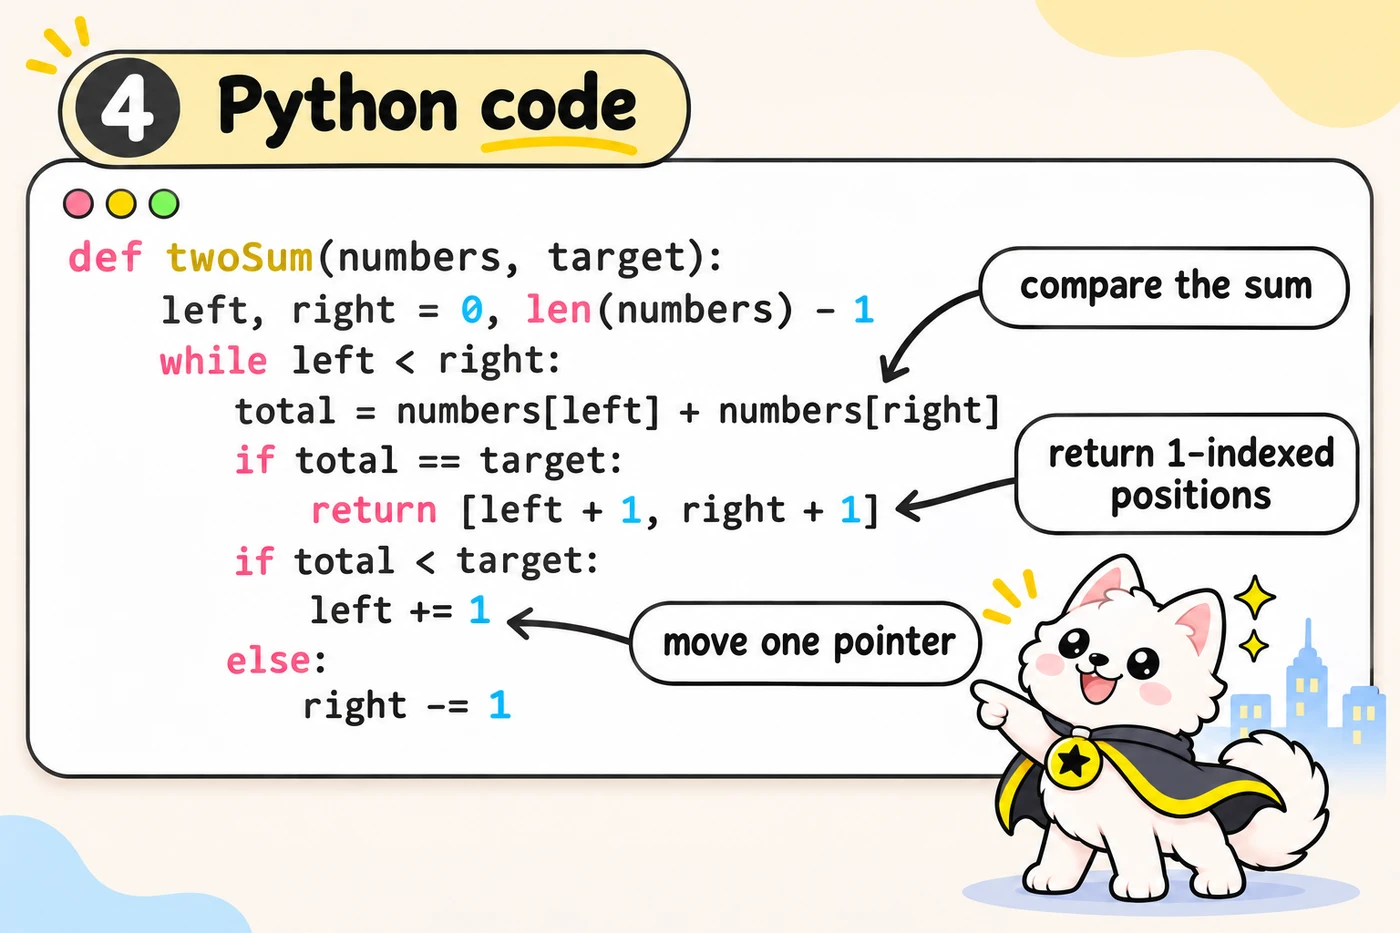 4 Python code
def twoSum(numbers, target):
    left, right = 0, len(numbers) - 1
    while left < right:
        total = numbers[left] + numbers[right]
        if total == target:
            return [left + 1, right + 1]
        if total < target:
            left += 1
        else:
            right -= 1
compare the sum
return 1-indexed
positions
move one pointer